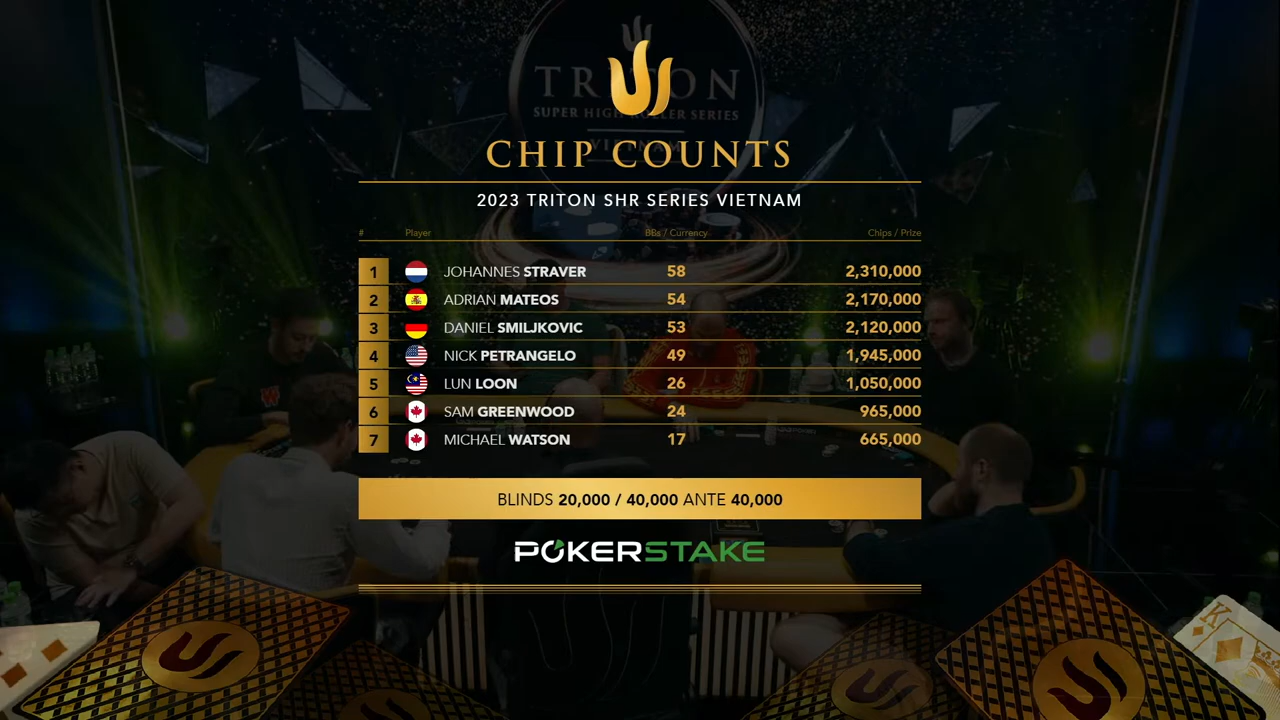 TRITON
SUPER HIGH ROLLER SERIES
CHIP COUNTS
2023 TRITON SHR SERIES VIETNAM
# Player BBs / Currency Chips / Prize
1 JOHANNES STRAVER 58 2,310,000
2 ADRIAN MATEOS 54 2,170,000
3 DANIEL SMILJKOVIC 53 2,120,000
4 NICK PETRANGELO 49 1,945,000
5 LUN LOON 26 1,050,000
6 SAM GREENWOOD 24 965,000
7 MICHAEL WATSON 17 665,000
BLINDS 20,000 / 40,000 ANTE 40,000
POKERSTAKE
W
K